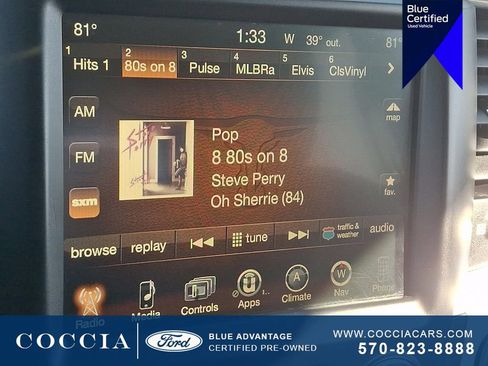 Blue
Certified
Used Vehicle
81° 1:33 W 39° out. 81°
1 2 3 4 5 6
Hits 1 80s on 8 Pulse MLBRa Elvis ClsVinyl
AM
FM
sxm
Pop
8 80s on 8
Steve Perry
Oh Sherrie (84)
map
fav.
browse replay tune traffic & weather audio
Radio Media Controls Apps Climate Nav Phone
A W
COCCIA Ford BLUE ADVANTAGE
CERTIFIED PRE-OWNED
WWW.COCCIACARS.COM
570-823-8888